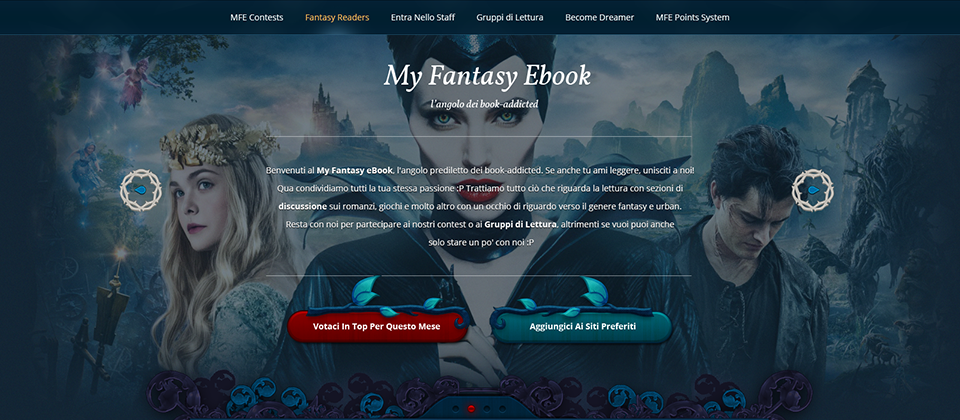 MFE Contests Fantasy Readers Entra Nello Staff Gruppi di Lettura Become Dreamer MFE Points System
My Fantasy Ebook
l'angolo dei book-addicted
Benvenuti al My Fantasy eBook, l'angolo prediletto dei book-addicted. Se anche tu ami leggere, unisciti a noi!
Qua condividiamo tutti la tua stessa passione :P Trattiamo tutto ciò che riguarda la lettura con sezioni di
discussione sui romanzi, giochi e molto altro con un occhio di riguardo verso il genere fantasy e urban.
Resta con noi per partecipare ai nostri contest o ai Gruppi di Lettura, altrimenti se vuoi puoi anche
solo stare un po' con noi :P
Votaci In Top Per Questo Mese
Aggiungici Ai Siti Preferiti